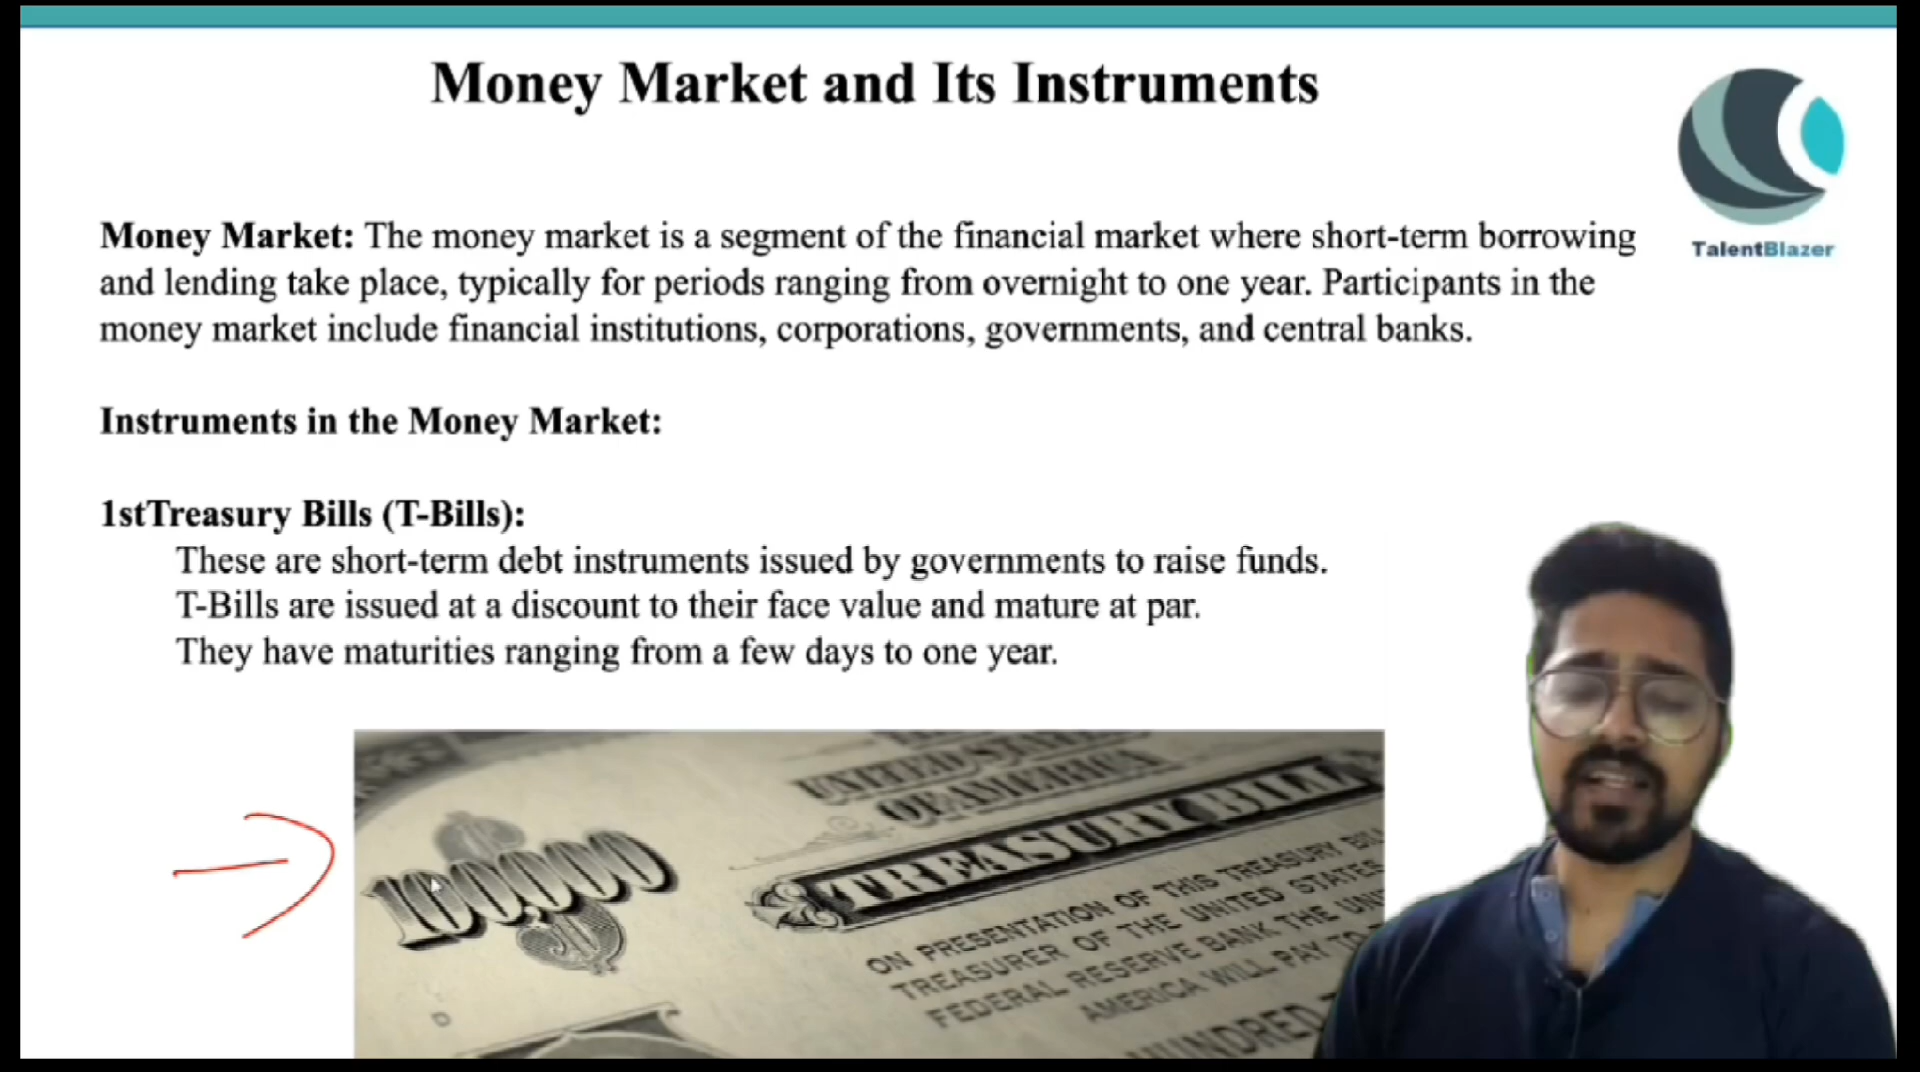 Money Market and Its Instruments
TalentBlazer
Money Market: The money market is a segment of the financial market where short-term borrowing
and lending take place, typically for periods ranging from overnight to one year. Participants in the
money market include financial institutions, corporations, governments, and central banks.
Instruments in the Money Market:
1stTreasury Bills (T-Bills):
These are short-term debt instruments issued by governments to raise funds.
T-Bills are issued at a discount to their face value and mature at par.
They have maturities ranging from a few days to one year.
UNITED STATES
OF AMERICA
100,000
TREASURY BILL
ON PRESENTATION OF THIS TREASURY BILL
TREASURER OF THE UNITED STATES
FEDERAL RESERVE BANK THE
AMERICA WILL PAY TO
HUNDRED
D